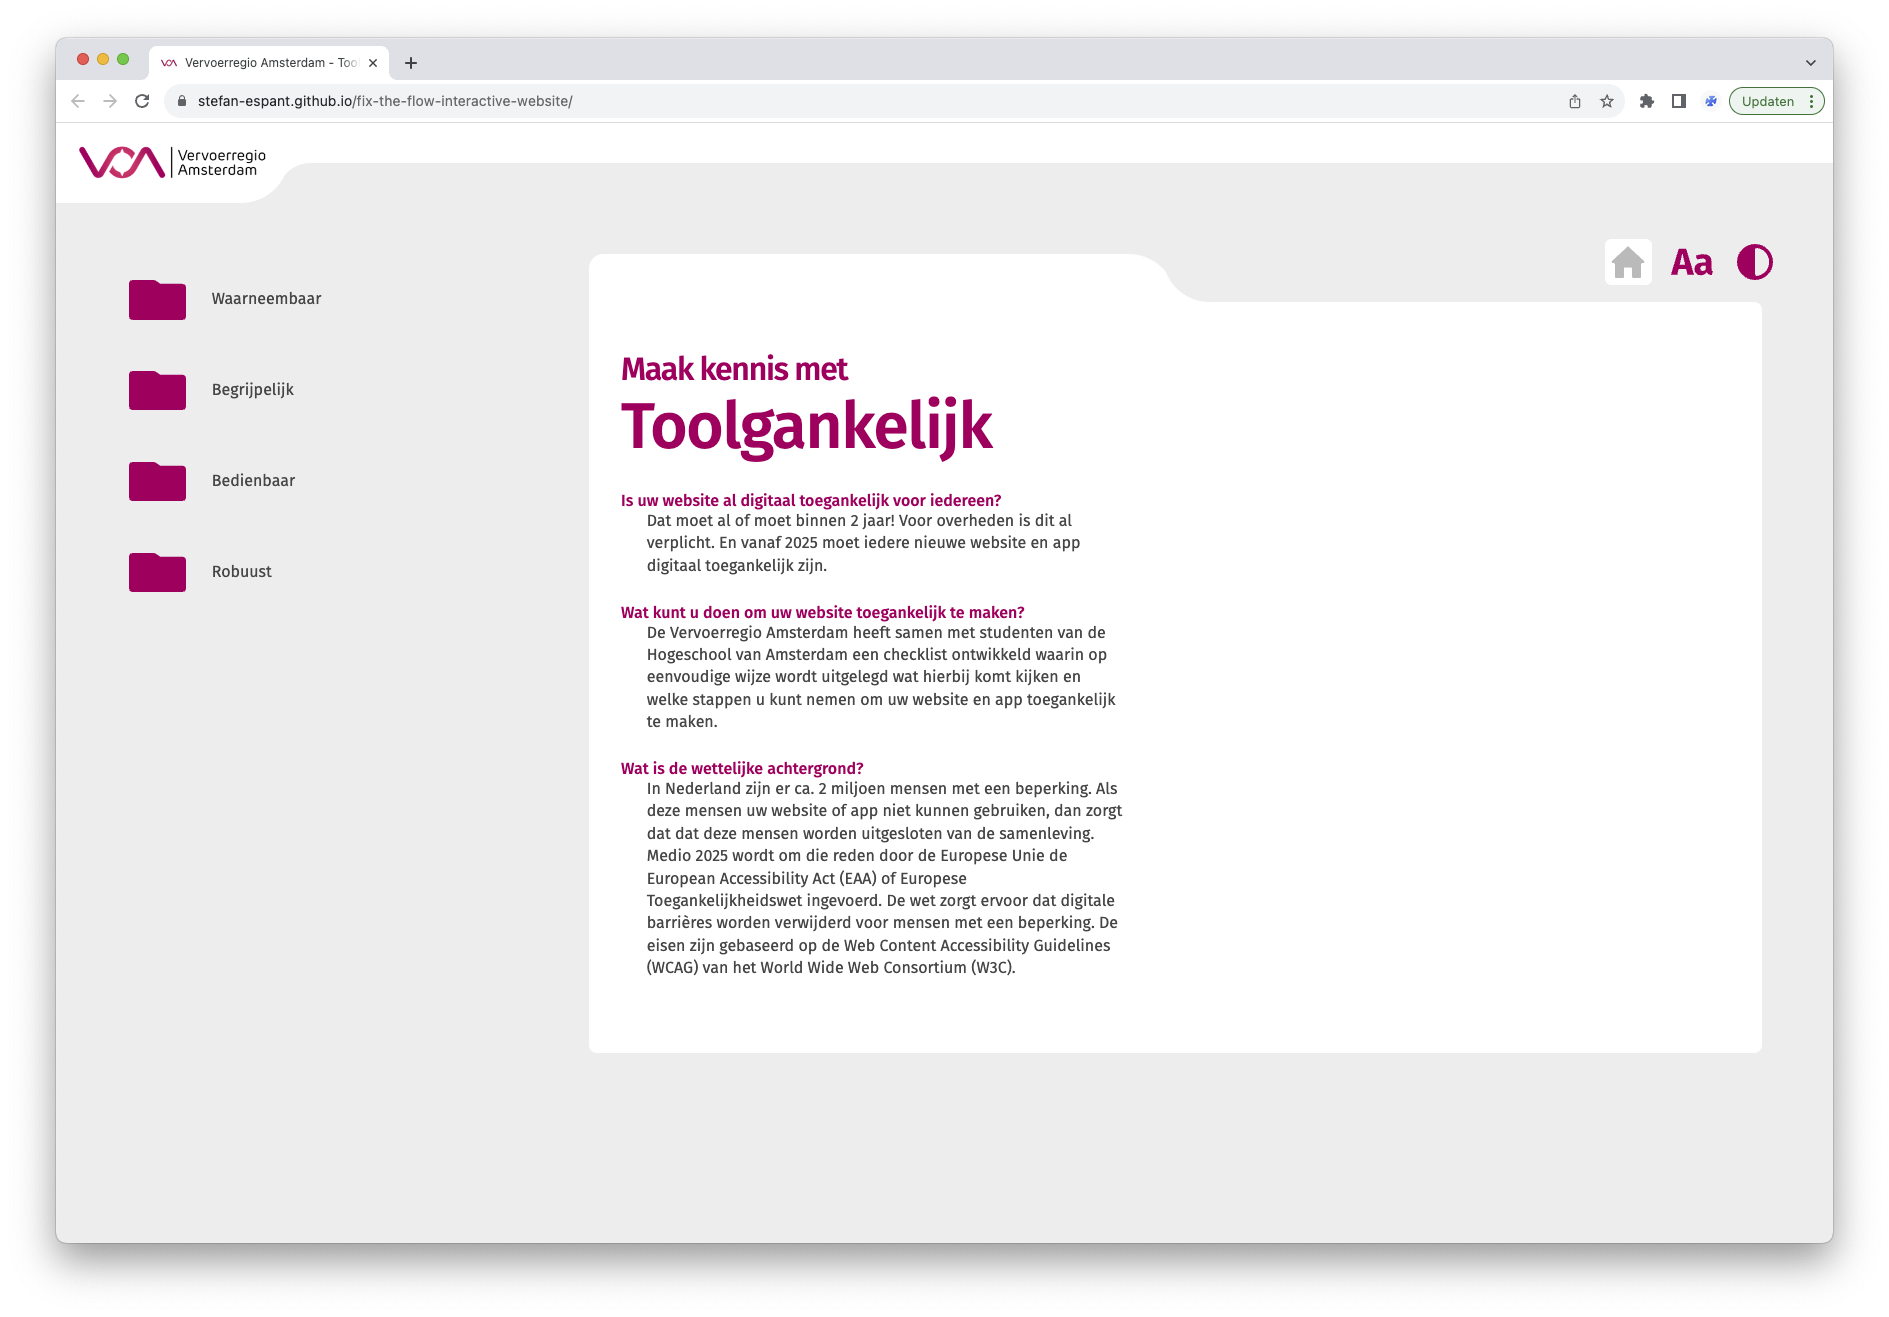 Vervoerregio Amsterdam - Too
stefan-espant.github.io/fix-the-flow-interactive-website/
Updaten
Vervoerregio
Amsterdam
Aa
Waarneembaar
Begrijpelijk
Bedienbaar
Robuust
Maak kennis met
Toolgankelijk
Is uw website al digitaal toegankelijk voor iedereen?
Dat moet al of moet binnen 2 jaar! Voor overheden is dit al
verplicht. En vanaf 2025 moet iedere nieuwe website en app
digitaal toegankelijk zijn.
Wat kunt u doen om uw website toegankelijk te maken?
De Vervoerregio Amsterdam heeft samen met studenten van de
Hogeschool van Amsterdam een checklist ontwikkeld waarin op
eenvoudige wijze wordt uitgelegd wat hierbij komt kijken en
welke stappen u kunt nemen om uw website en app toegankelijk
te maken.
Wat is de wettelijke achtergrond?
In Nederland zijn er ca. 2 miljoen mensen met een beperking. Als
deze mensen uw website of app niet kunnen gebruiken, dan zorgt
dat dat deze mensen worden uitgesloten van de samenleving.
Medio 2025 wordt om die reden door de Europese Unie de
European Accessibility Act (EAA) of Europese
Toegankelijkheidswet ingevoerd. De wet zorgt ervoor dat digitale
barrières worden verwijderd voor mensen met een beperking. De
eisen zijn gebaseerd op de Web Content Accessibility Guidelines
(WCAG) van het World Wide Web Consortium (W3C).